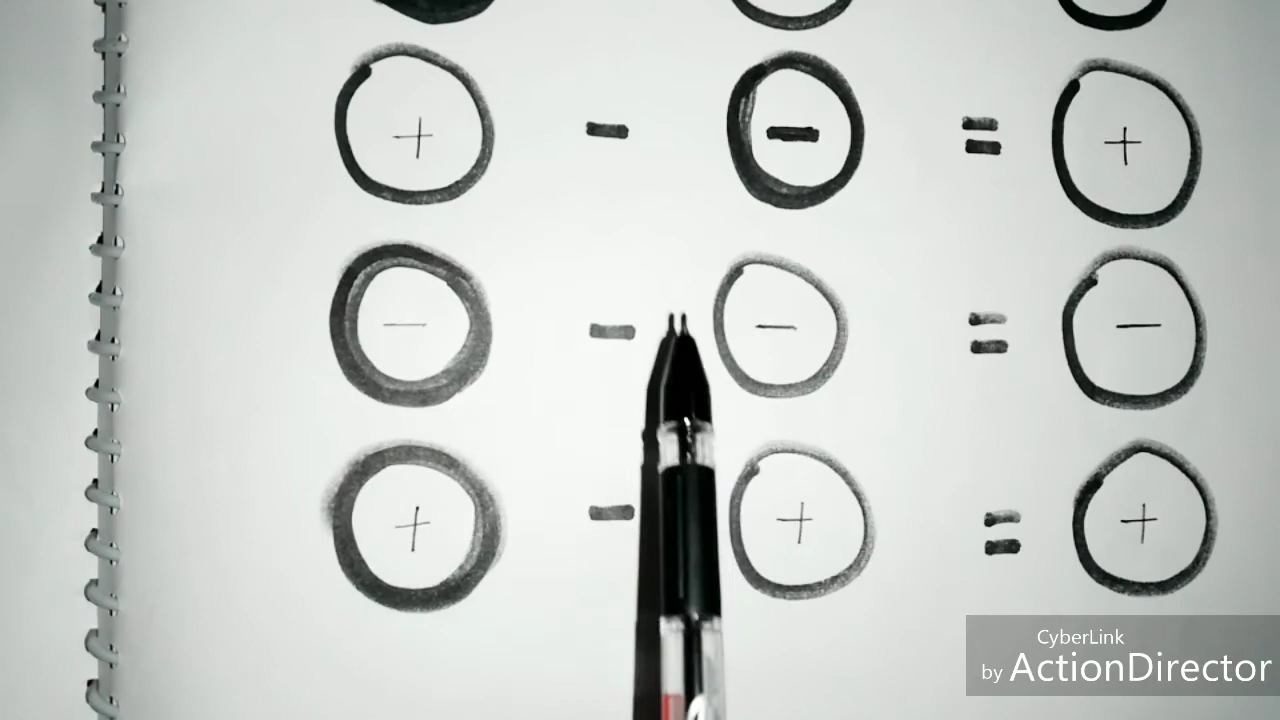 + - - = +
- - - = -
+ - + = +
CyberLink
by ActionDirector